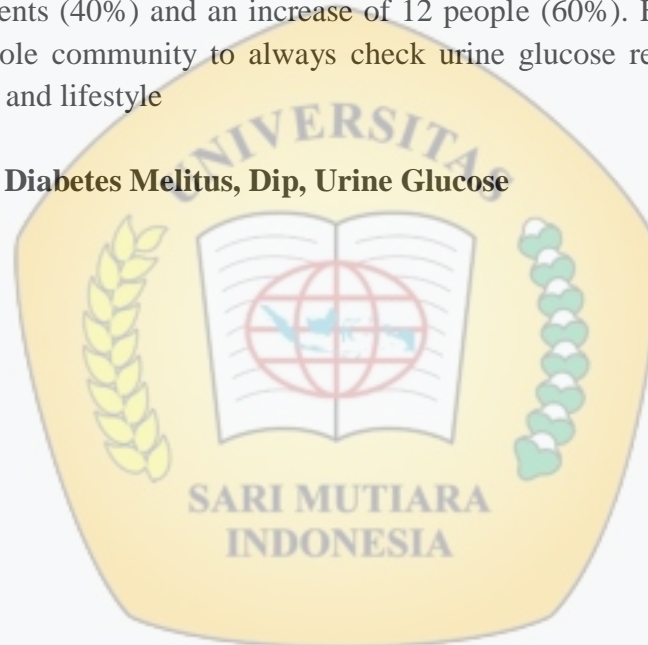 ents (40%) and an increase of 12 people (60%).
ole community to always check urine glucose re
and lifestyle
Diabetes Melitus, Dip, Urine Glucose
UNIVERSITAS
SARI MUTIARA
INDONESIA